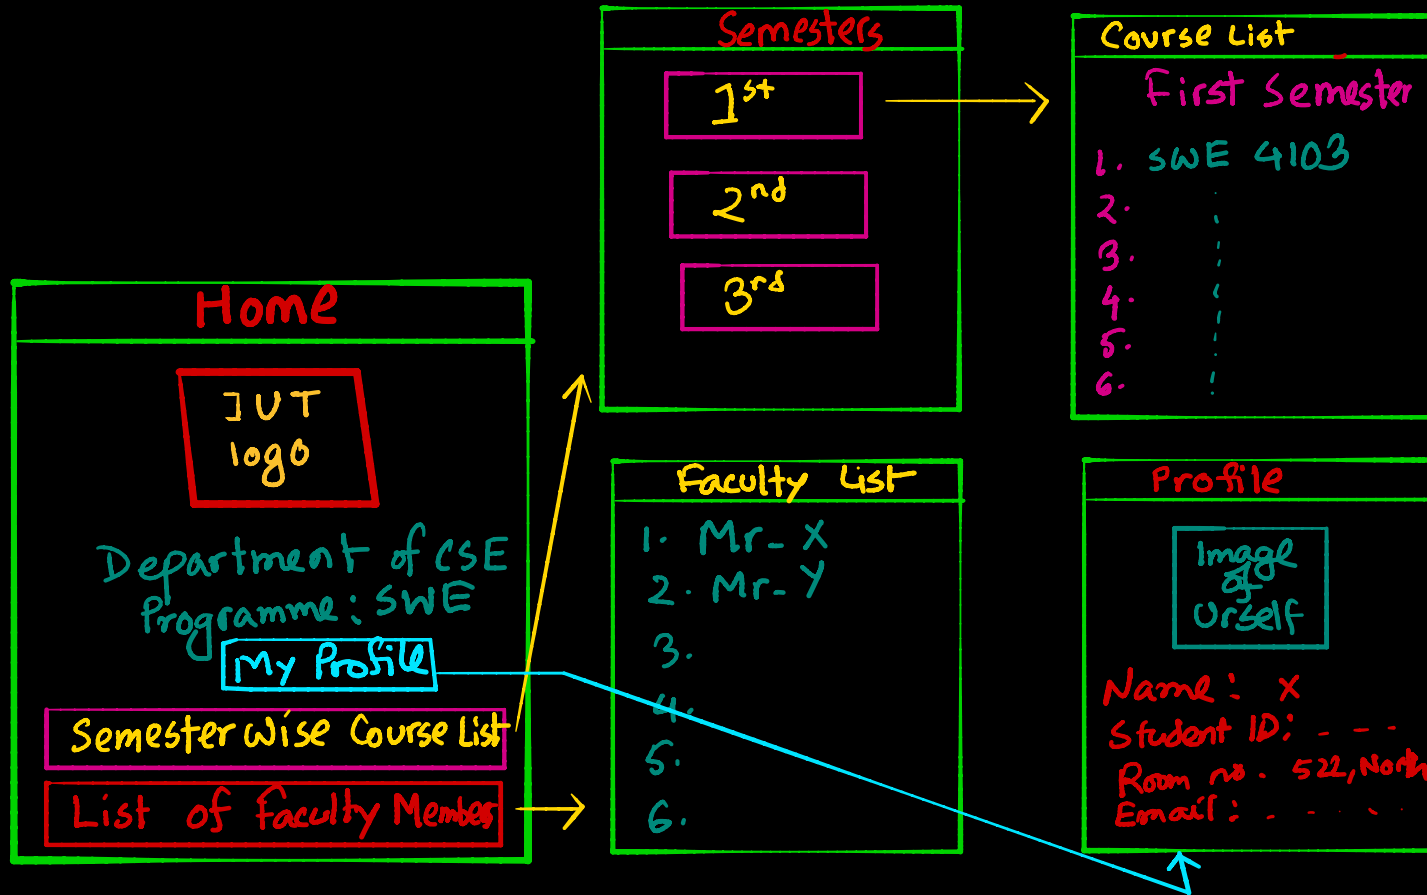 Home
IUT
logo
Department of CSE
Programme: SWE
My Profile
Semester Wise Course List
List of Faculty Member
Semesters
1st
2nd
3rd
Course List
First Semester
1. SWE 4103
2.
3.
4.
5.
6.
Faculty List
1. Mr. X
2. Mr. Y
3.
4.
5.
6.
Profile
Image
of
Urself
Name: X
Student ID: - - -
Room no. 522, North
Email: . - . .